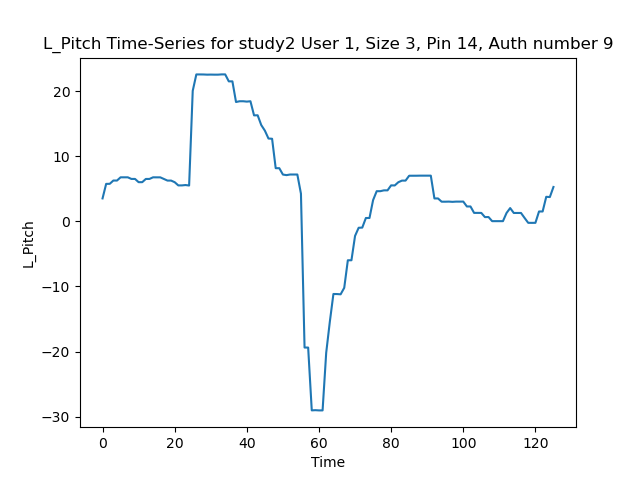 L_Pitch Time-Series for study2 User 1, Size 3, Pin 14, Auth number 9
20
10
0
−10
−20
−30
L_Pitch
0 20 40 60 80 100 120
Time